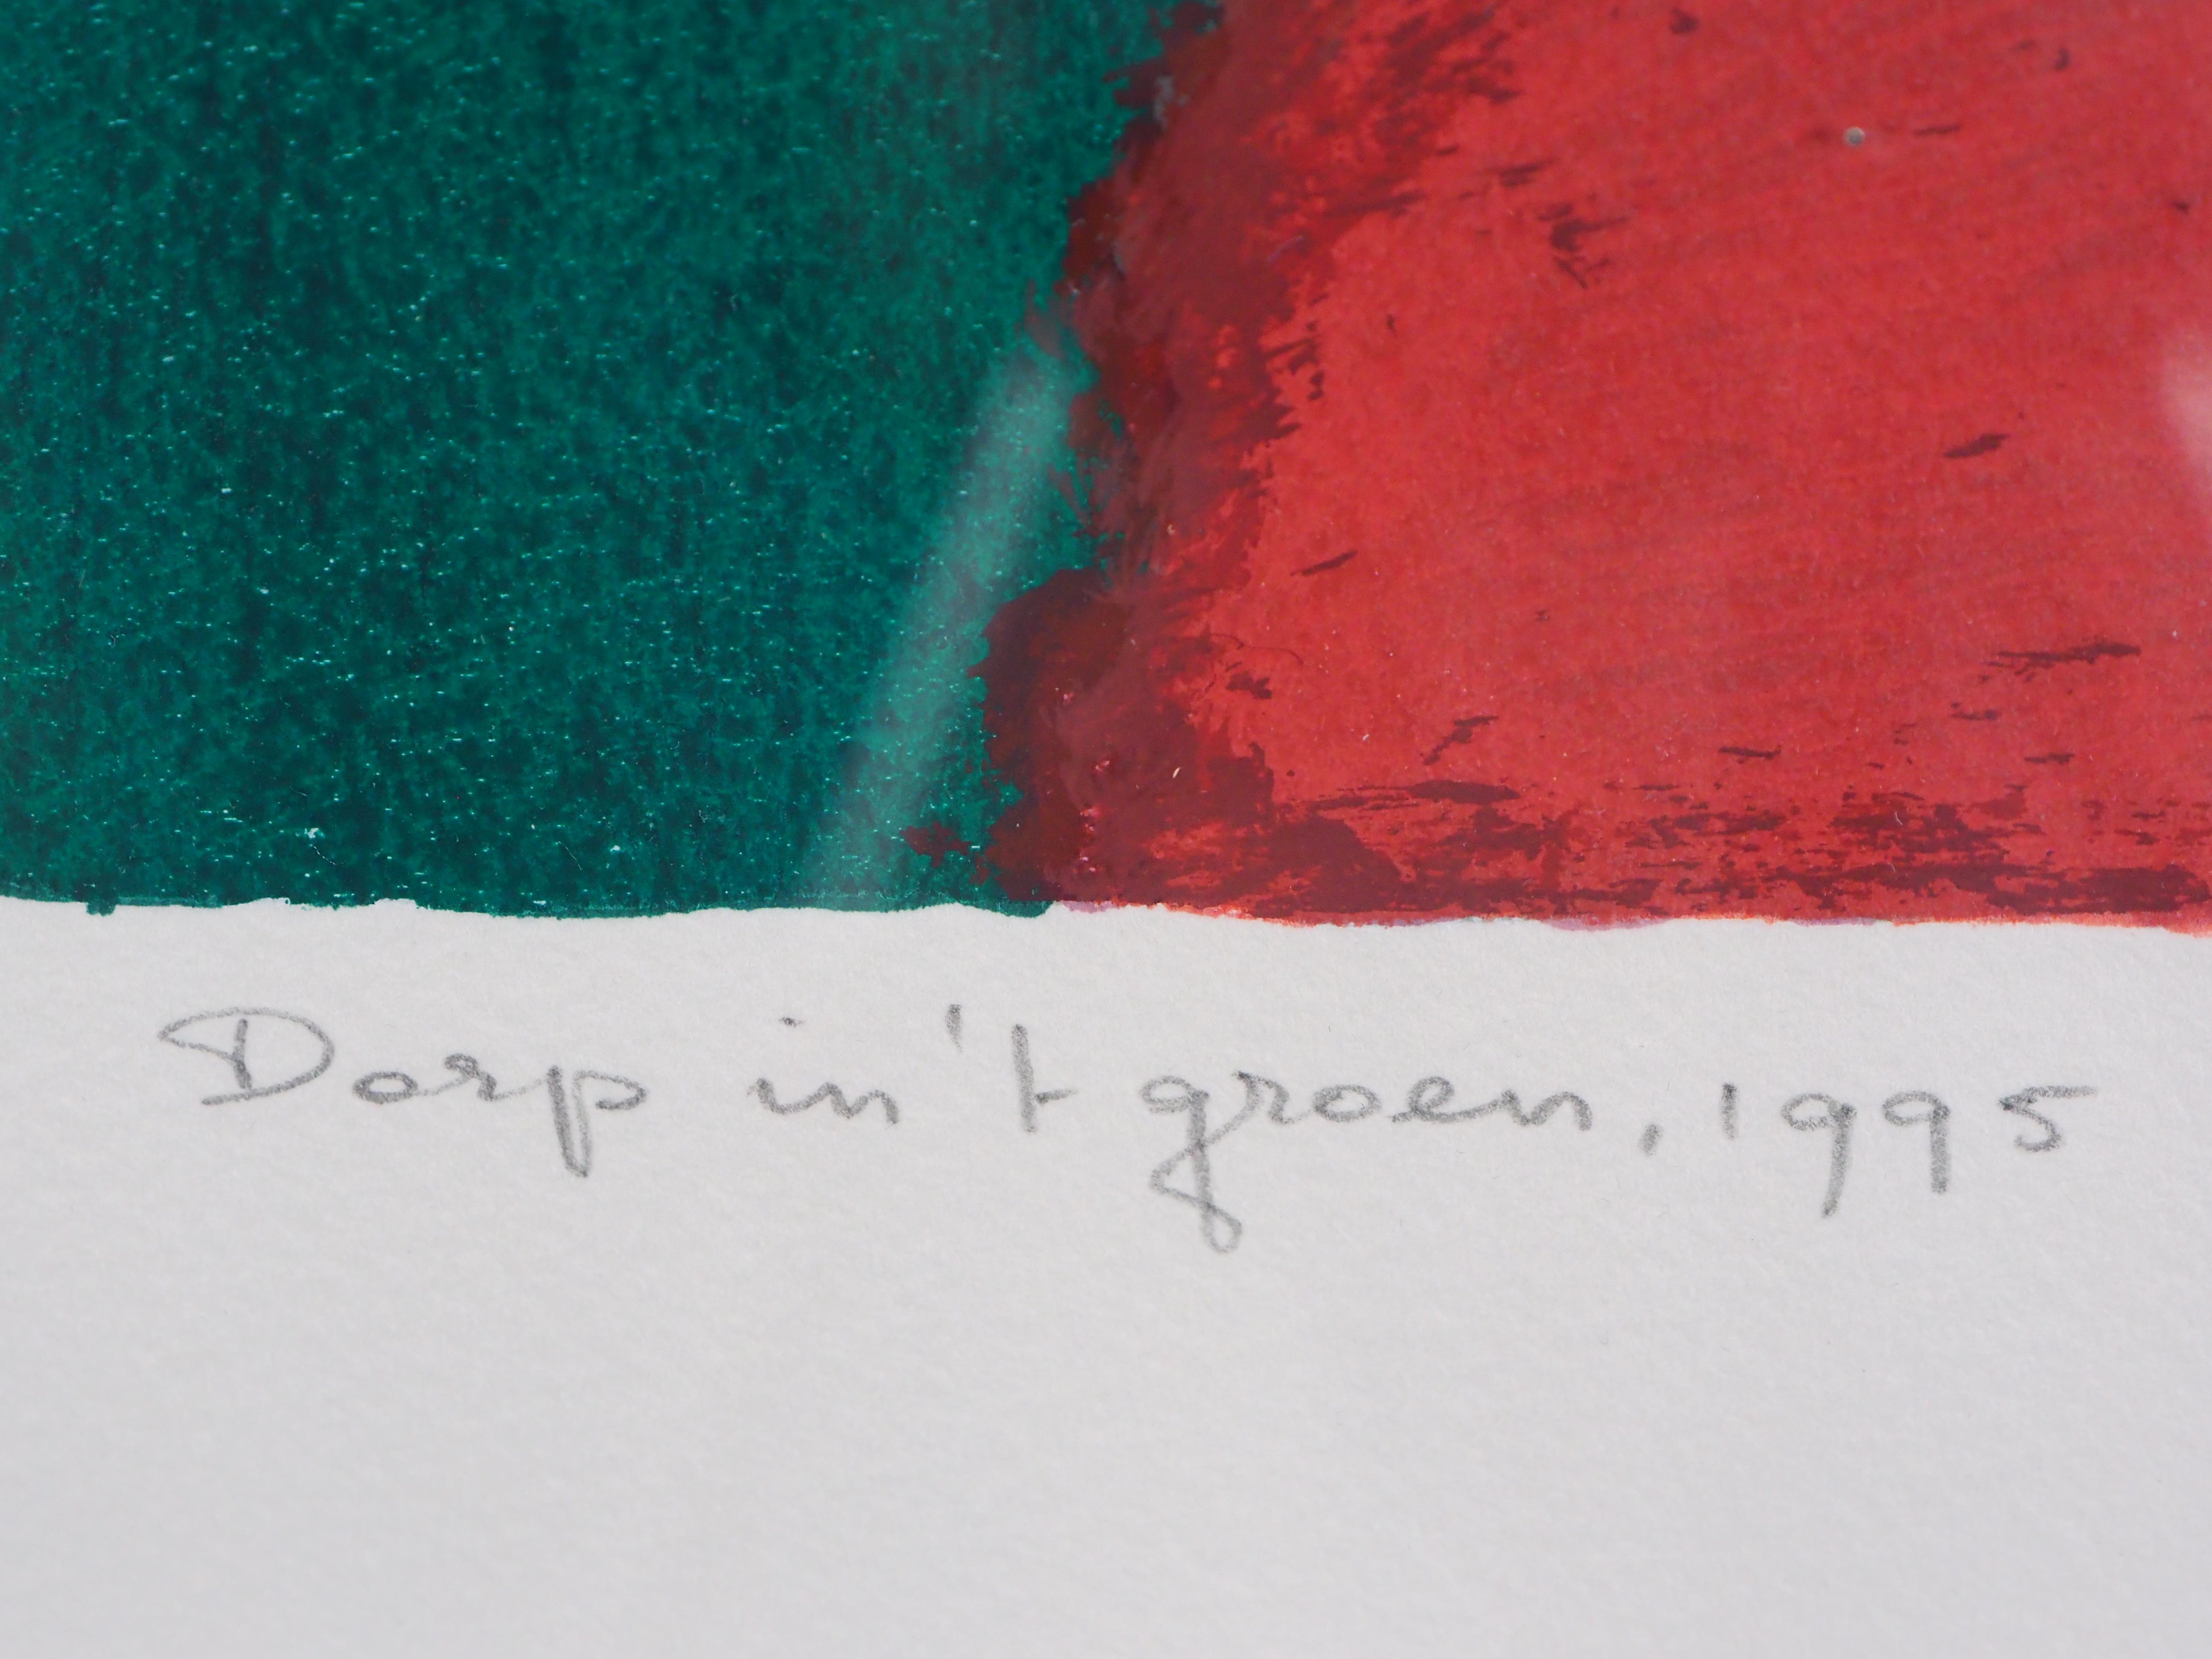 Dorp in 't groen, 1995